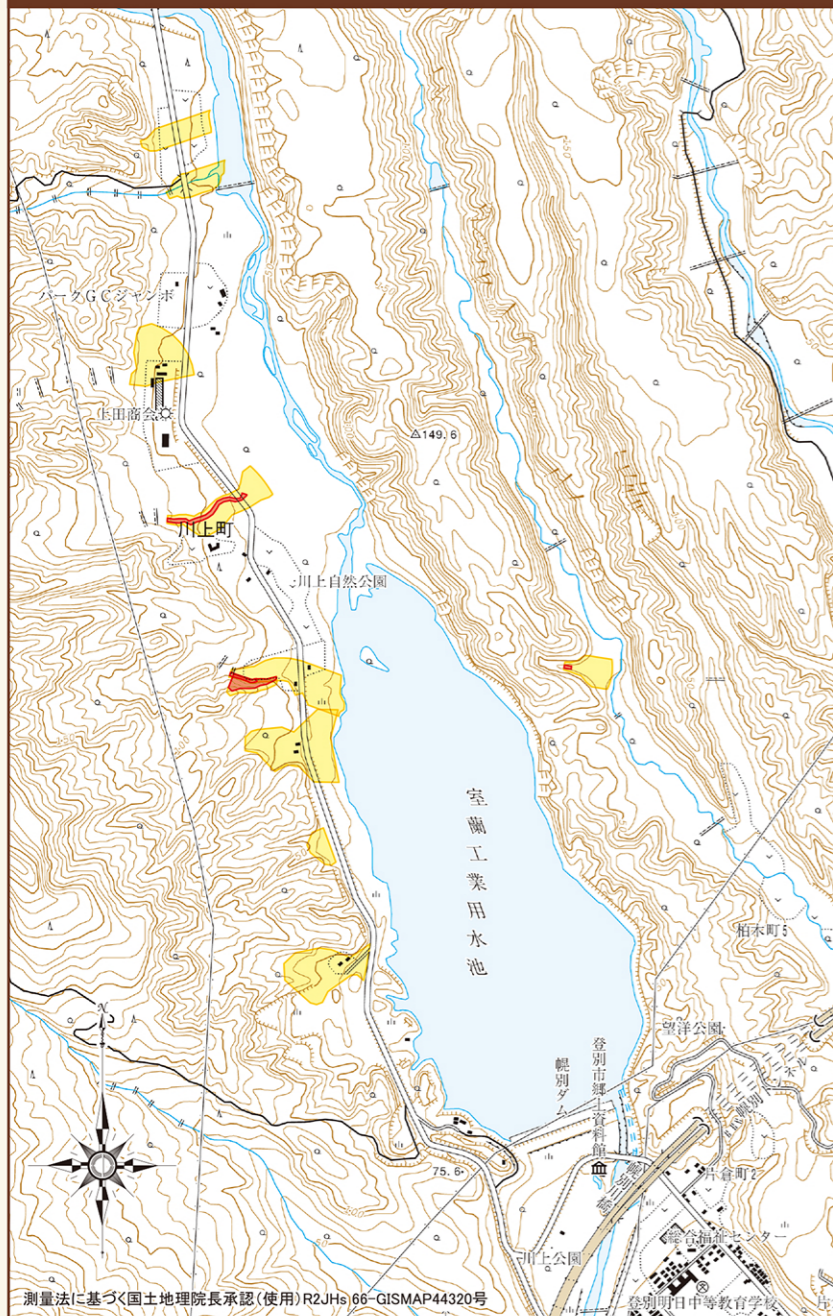 パークGCジャンボ
上田商会
149.6
川上町
川上自然公園
室蘭工業用水池
柏木町5
望洋公園
登別市郷土資料館
幌別ダム
幌別川橋
75.6
片倉町2
総合福祉センター
川上公園
登別明日中等教育学校
測量法に基づく国土地理院長承認(使用)R2JHs 66-GISMAP44320号